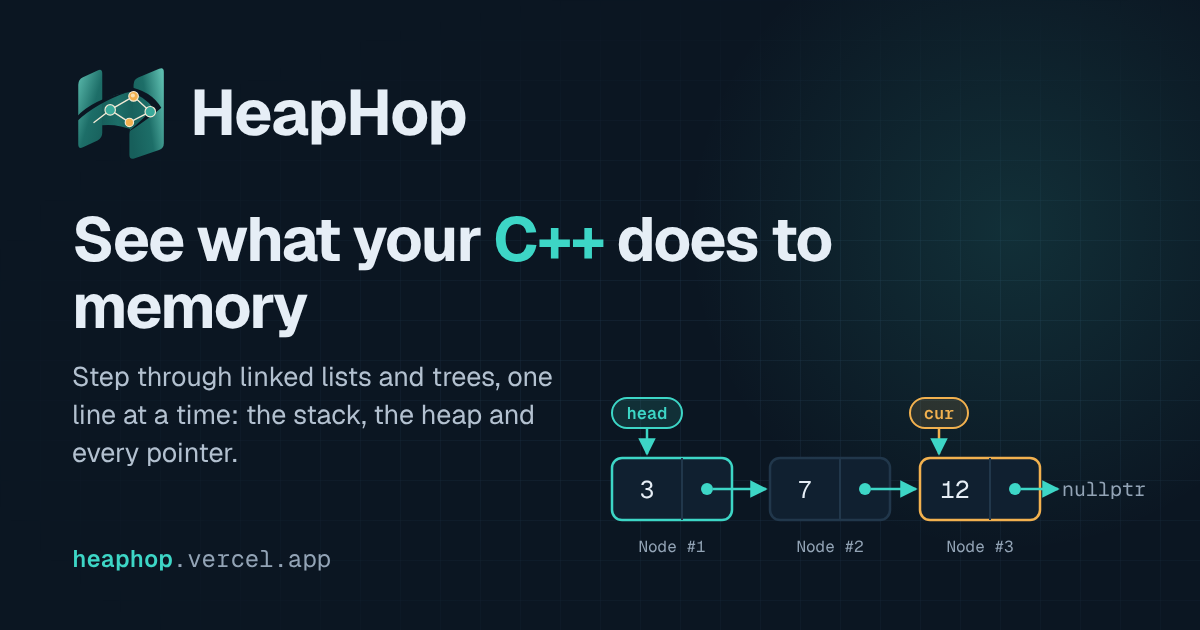 HeapHop
See what your C++ does to
memory
Step through linked lists and trees, one
line at a time: the stack, the heap and
every pointer.
head
cur
3
7
12
nullptr
Node #1
Node #2
Node #3
heaphop.vercel.app